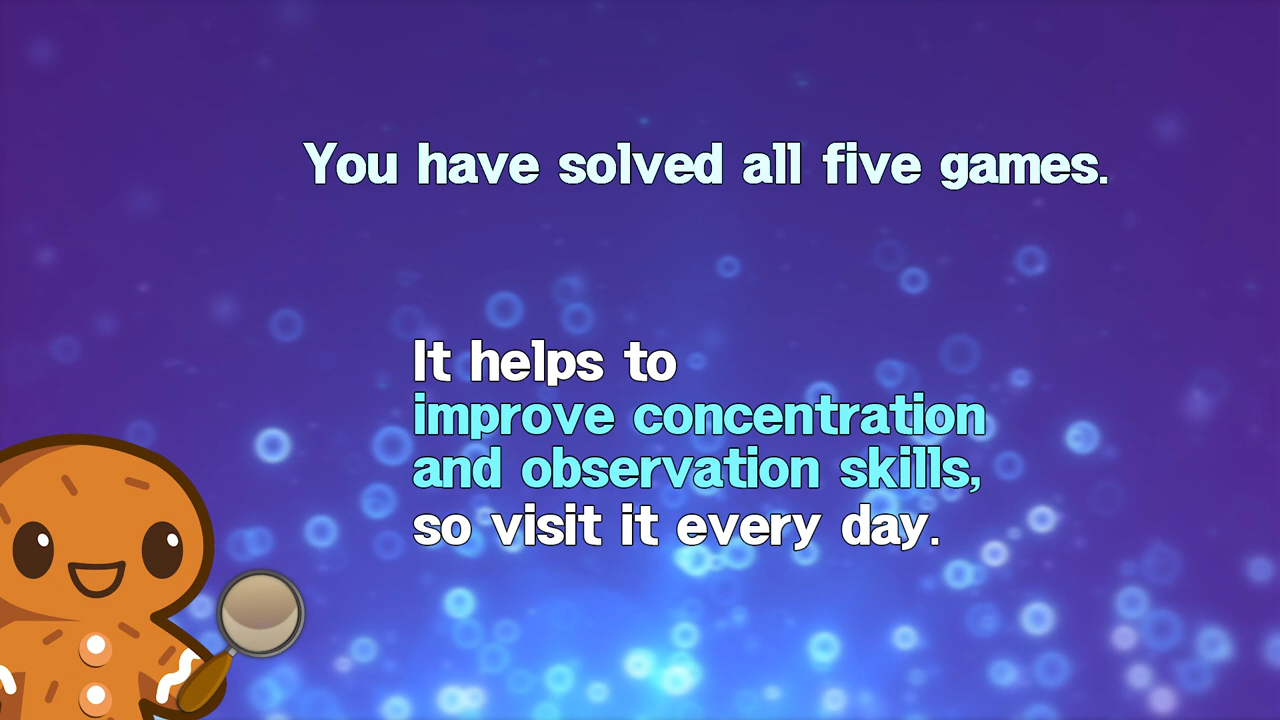 You have solved all five games.
It helps to
improve concentration
and observation skills,
so visit it every day.